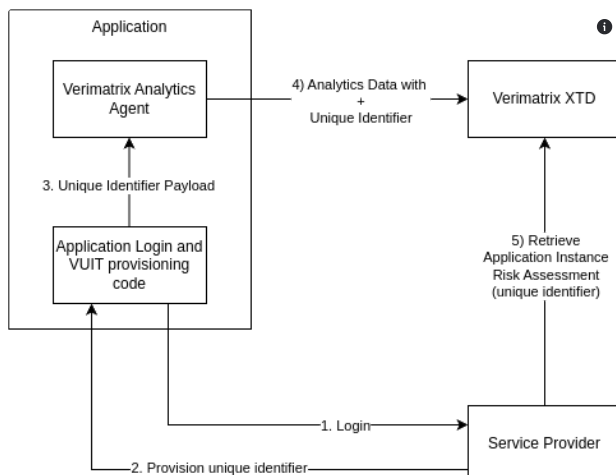 Application
Verimatrix Analytics
Agent
4) Analytics Data with
+
Unique Identifier
Verimatrix XTD
3. Unique Identifier Payload
Application Login and
VUIT provisioning
code
5) Retrieve
Application Instance
Risk Assessment
(unique identifier)
1. Login
Service Provider
2. Provision unique identifier